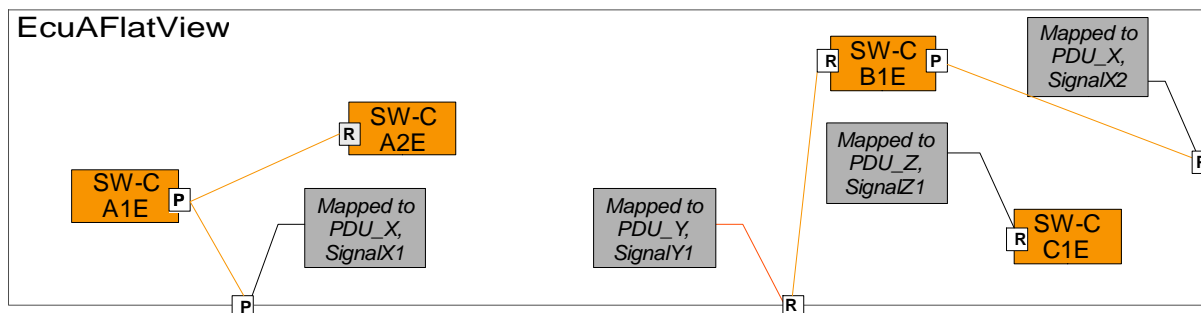 EcuAFlatView
Mapped to
PDU_X,
SignalX2
SW-C
B1E
R
P
SW-C
A2E
R
Mapped to
PDU_Z,
SignalZ1
SW-C
A1E
P
Mapped to
PDU_X,
SignalX1
Mapped to
PDU_Y,
SignalY1
SW-C
C1E
R
P
R